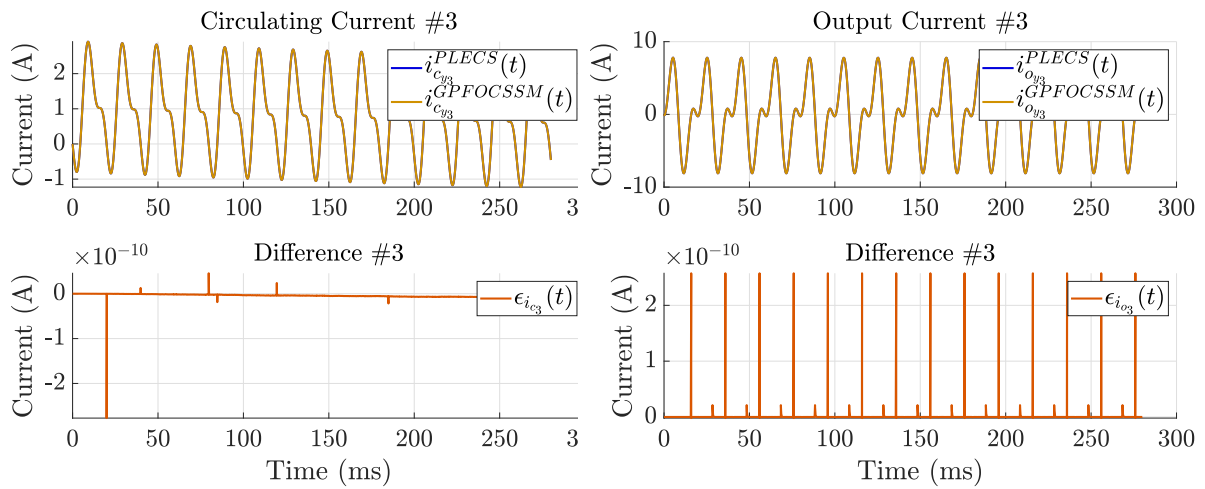 Circulating Current #3
Current (A)
2
1
0
-1
i_{c_{y_3}}^{PLECS}(t)
i_{c_{y_3}}^{GPFOCSSM}(t)
0 50 100 150 200 250 3
Output Current #3
Current (A)
10
0
-10
i_{o_{y_3}}^{PLECS}(t)
i_{o_{y_3}}^{GPFOCSSM}(t)
0 50 100 150 200 250 300
Difference #3
×10^{-10}
Current (A)
0
-1
-2
ϵ_{i_{c_3}}(t)
0 50 100 150 200 250 3
Time (ms)
Difference #3
×10^{-10}
Current (A)
2
1
0
ϵ_{i_{o_3}}(t)
0 50 100 150 200 250 300
Time (ms)